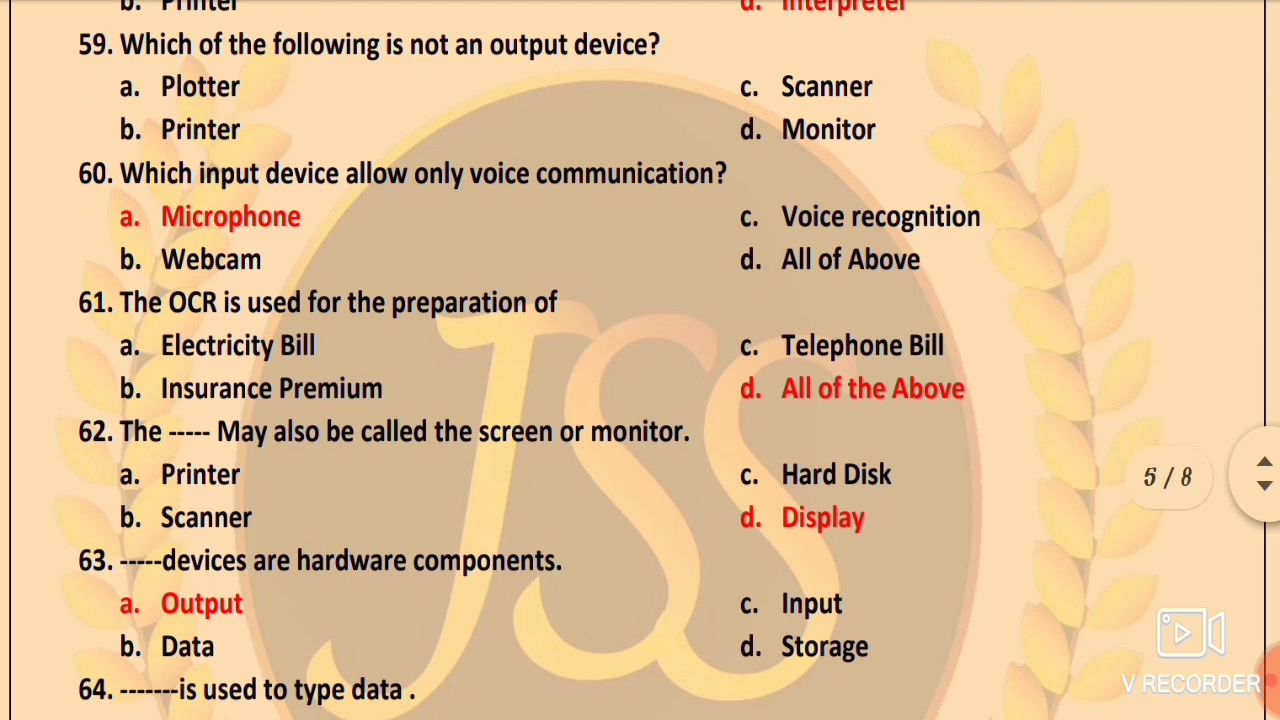 b. Printer
d. Interpreter
59. Which of the following is not an output device?
a. Plotter
c. Scanner
b. Printer
d. Monitor
60. Which input device allow only voice communication?
a. Microphone
c. Voice recognition
b. Webcam
d. All of Above
61. The OCR is used for the preparation of
a. Electricity Bill
c. Telephone Bill
b. Insurance Premium
d. All of the Above
62. The ----- May also be called the screen or monitor.
a. Printer
c. Hard Disk
b. Scanner
d. Display
63. -----devices are hardware components.
a. Output
c. Input
b. Data
d. Storage
64. -------is used to type data .
JSS
5 / 8
V RECORDER